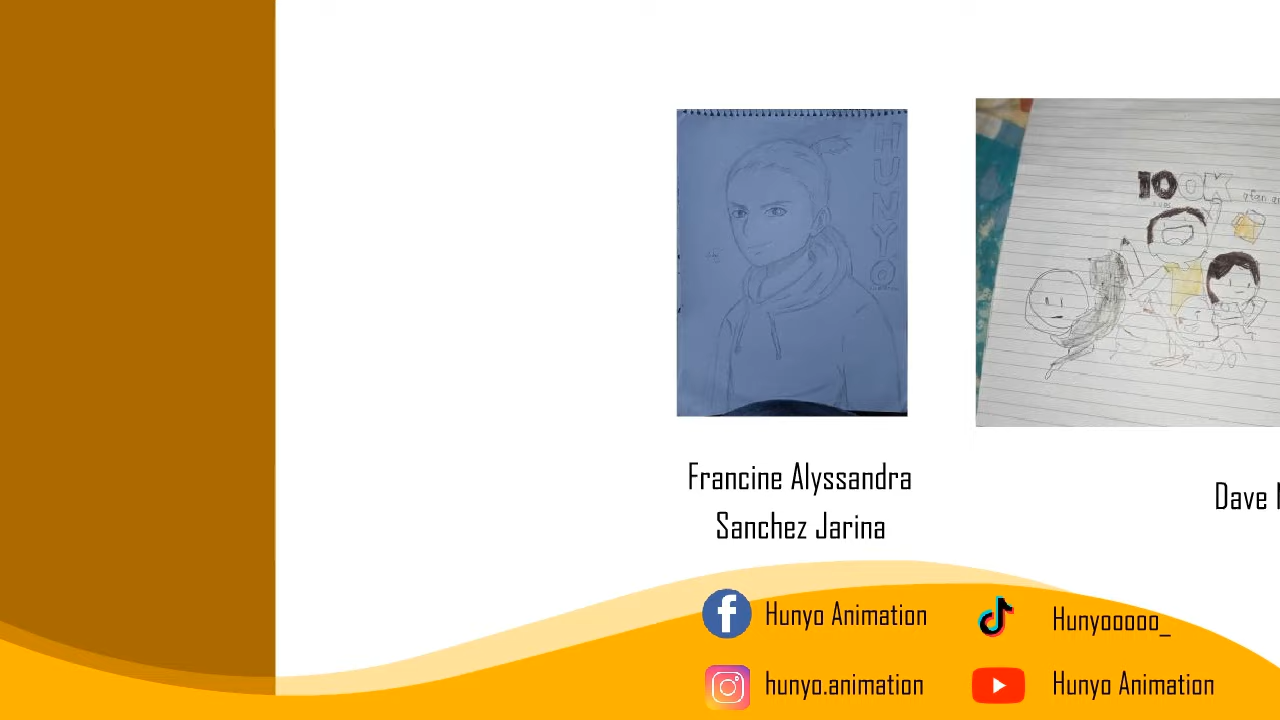 HUNYO
100K
Francine Alyssandra
Sanchez Jarina
Dave
Hunyo Animation
Hunyooooo_
hunyo.animation
Hunyo Animation